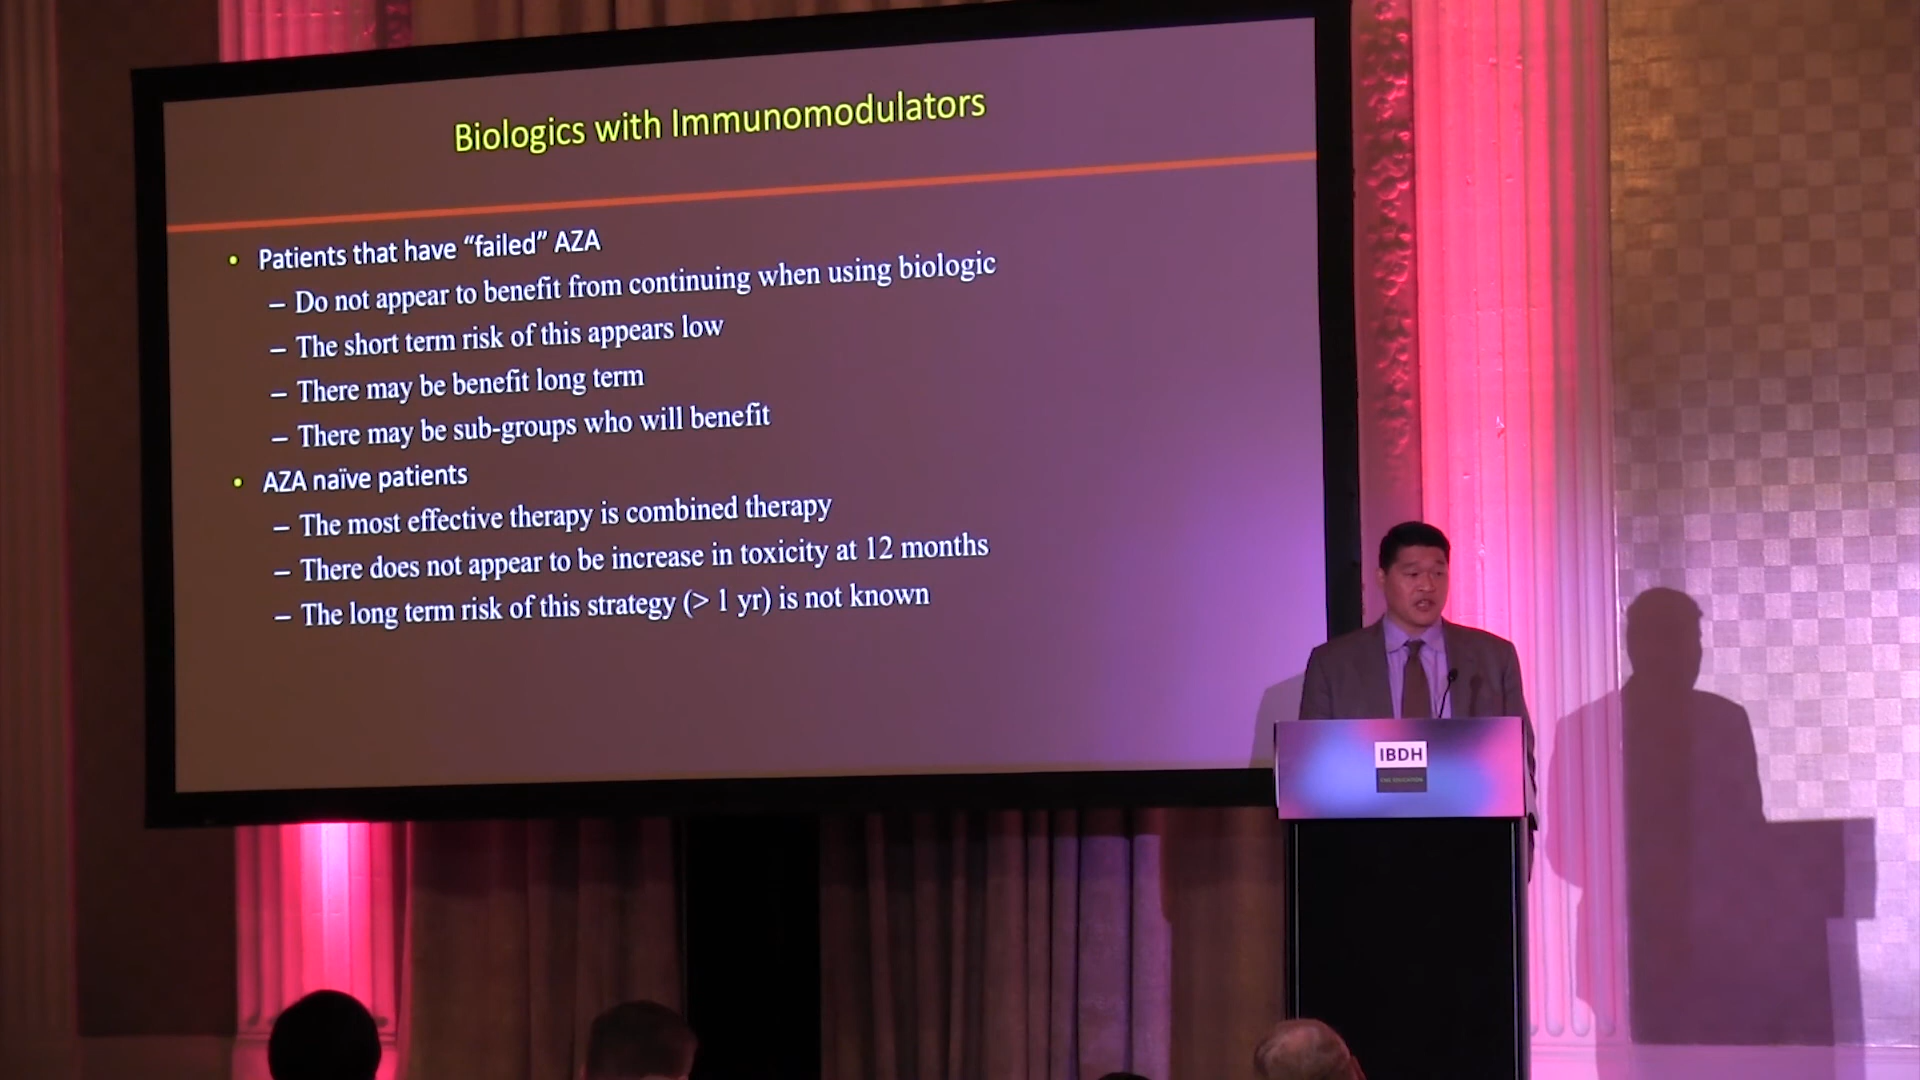 Biologics with Immunomodulators
• Patients that have “failed” AZA
– Do not appear to benefit from continuing when using biologic
– The short term risk of this appears low
– There may be benefit long term
– There may be sub-groups who will benefit
• AZA naïve patients
– The most effective therapy is combined therapy
– There does not appear to be increase in toxicity at 12 months
– The long term risk of this strategy (> 1 yr) is not known
IBDH